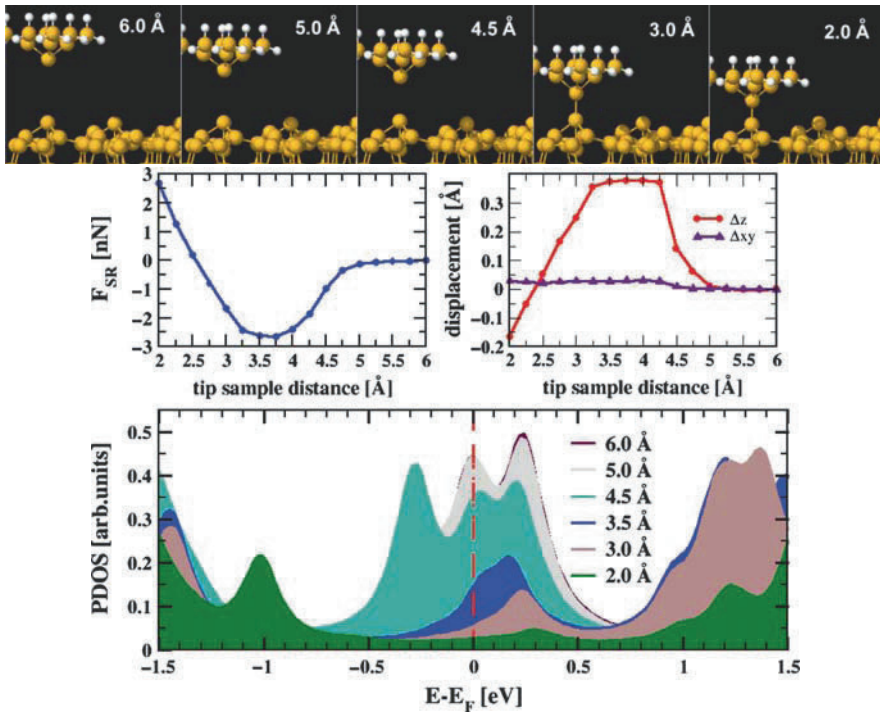 6.0 Å 5.0 Å 4.5 Å 3.0 Å 2.0 Å
F_SR [nN]
3
2
1
0
-1
-2
-3
2 2.5 3 3.5 4 4.5 5 5.5 6
tip sample distance [Å]
displacement [Å]
0.3
0.2
0.1
0
-0.1
-0.2
Δz
Δxy
2 2.5 3 3.5 4 4.5 5 5.5 6
tip sample distance [Å]
PDOS [arb.units]
0.5
0.4
0.3
0.2
0.1
0
6.0 Å
5.0 Å
4.5 Å
3.5 Å
3.0 Å
2.0 Å
-1.5 -1 -0.5 0 0.5 1 1.5
E-E_F [eV]